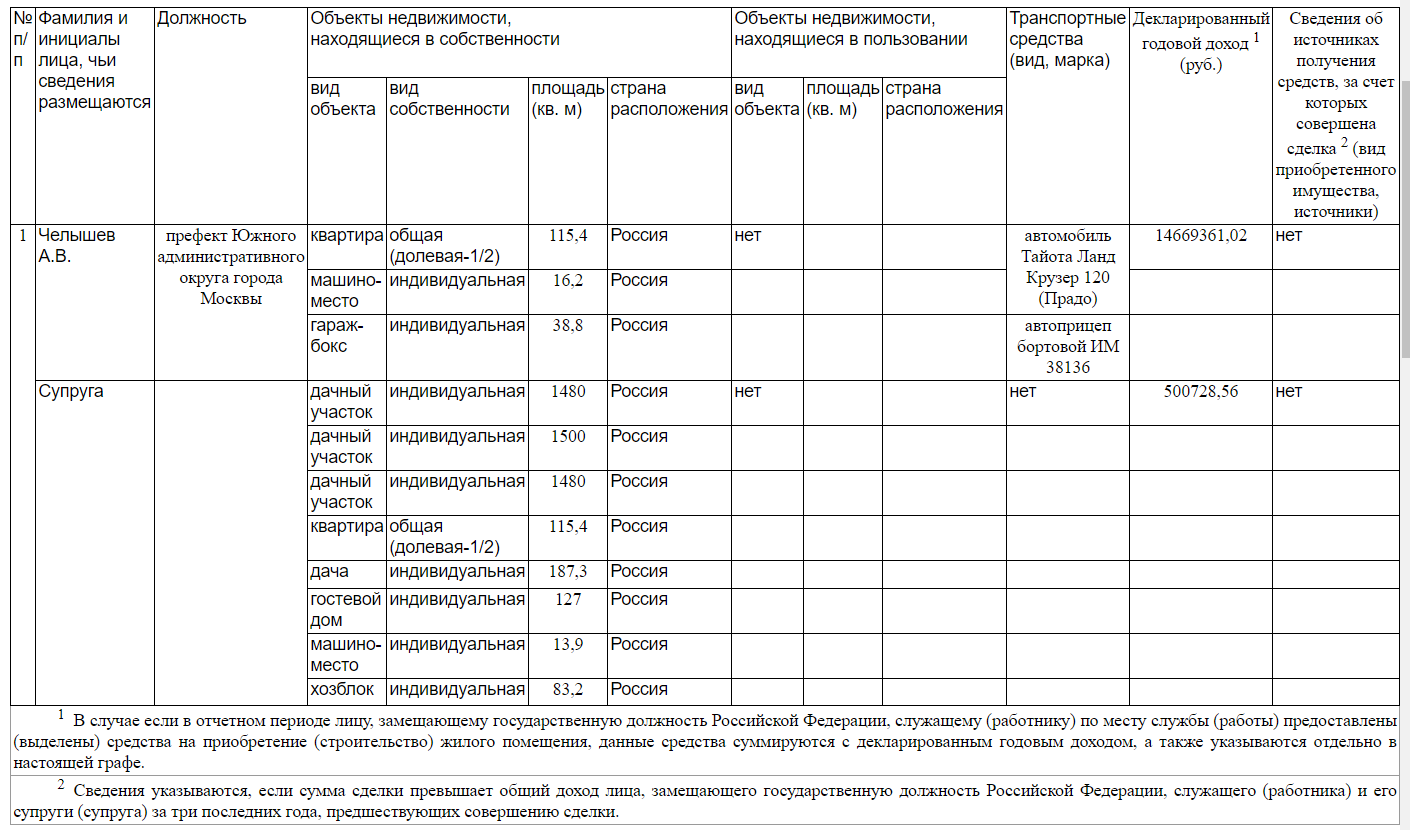 № п/п
Фамилия и инициалы лица, чьи сведения размещаются
Должность
Объекты недвижимости, находящиеся в собственности
Объекты недвижимости, находящиеся в пользовании
Транспортные средства (вид, марка)
Декларированный годовой доход 1 (руб.)
Сведения об источниках получения средств, за счет которых совершена сделка 2 (вид приобретенного имущества, источники)
вид объекта
вид собственности
площадь (кв. м)
страна расположения
вид объекта
площадь (кв. м)
страна расположения
1
Челышев А.В.
префект Южного административного округа города Москвы
квартира общая (долевая-1/2) 115,4 Россия нет
автомобиль Тайота Ланд Крузер 120 (Прадо)
14669361,02 нет
машино-место индивидуальная 16,2 Россия
гараж-бокс индивидуальная 38,8 Россия
автоприцеп бортовой ИМ 38136
Супруга
дачный участок индивидуальная 1480 Россия нет нет 500728,56 нет
дачный участок индивидуальная 1500 Россия
дачный участок индивидуальная 1480 Россия
квартира общая (долевая-1/2) 115,4 Россия
дача индивидуальная 187,3 Россия
гостевой дом индивидуальная 127 Россия
машино-место индивидуальная 13,9 Россия
хозблок индивидуальная 83,2 Россия
1 В случае если в отчетном периоде лицу, замещающему государственную должность Российской Федерации, служащему (работнику) по месту службы (работы) предоставлены
(выделены) средства на приобретение (строительство) жилого помещения, данные средства суммируются с декларированным годовым доходом, а также указываются отдельно в
настоящей графе.
2 Сведения указываются, если сумма сделки превышает общий доход лица, замещающего государственную должность Российской Федерации, служащего (работника) и его
супруги (супруга) за три последних года, предшествующих совершению сделки.